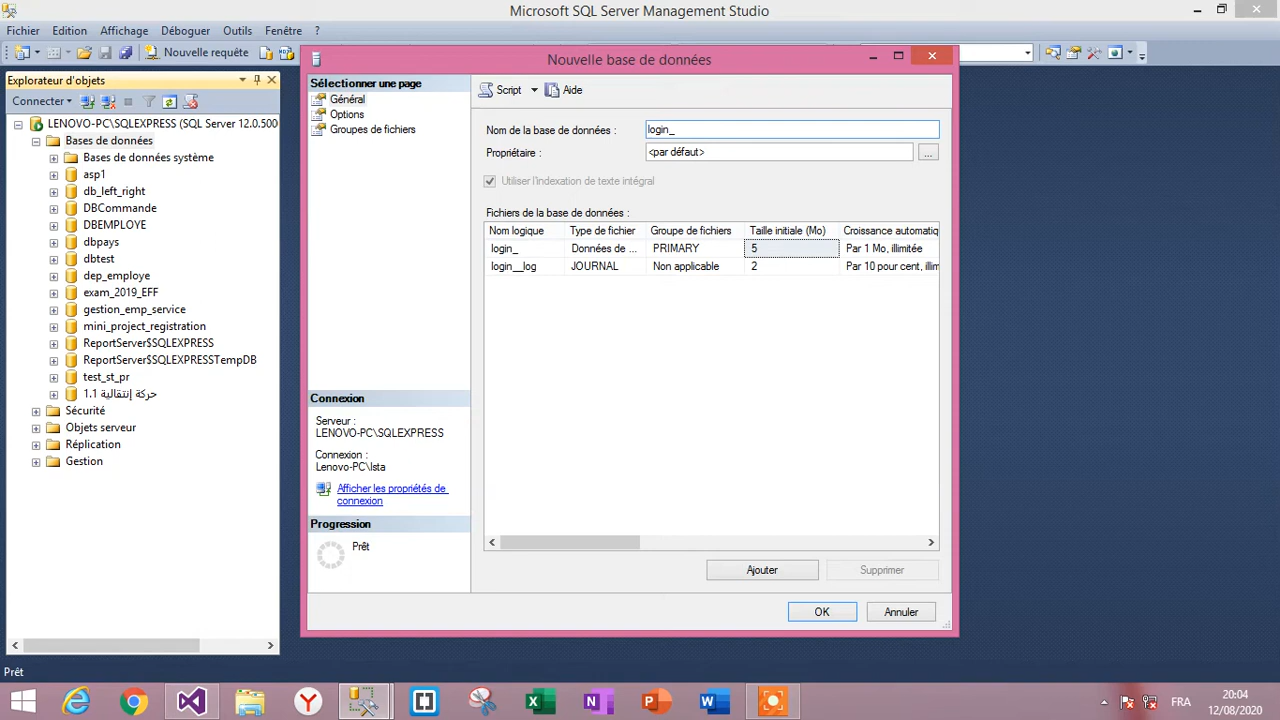 Microsoft SQL Server Management Studio
Fichier Edition Affichage Déboguer Outils Fenêtre ?
Nouvelle requête
Explorateur d'objets
Connecter
LENOVO-PC\SQLEXPRESS (SQL Server 12.0.500
Bases de données
Bases de données système
asp1
db_left_right
DBCommande
DBEMPLOYE
dbpays
dbtest
dep_employe
exam_2019_EFF
gestion_emp_service
mini_project_registration
ReportServer$SQLEXPRESS
ReportServer$SQLEXPRESSTempDB
test_st_pr
حركة إنتقالية 1.1
Sécurité
Objets serveur
Réplication
Gestion
Prêt
Nouvelle base de données
Sélectionner une page
Général
Options
Groupes de fichiers
Connexion
Serveur :
LENOVO-PC\SQLEXPRESS
Connexion :
Lenovo-PC\Ista
Afficher les propriétés de
connexion
Progression
Prêt
Script Aide
Nom de la base de données : login_
Propriétaire : <par défaut> ...
Utiliser l'indexation de texte intégral
Fichiers de la base de données :
Nom logique Type de fichier Groupe de fichiers Taille initiale (Mo) Croissance automatiq
login_ Données de ... PRIMARY 5 Par 1 Mo, illimitée
login__log JOURNAL Non applicable 2 Par 10 pour cent, illim
Ajouter Supprimer
OK Annuler
FRA
20:04
12/08/2020